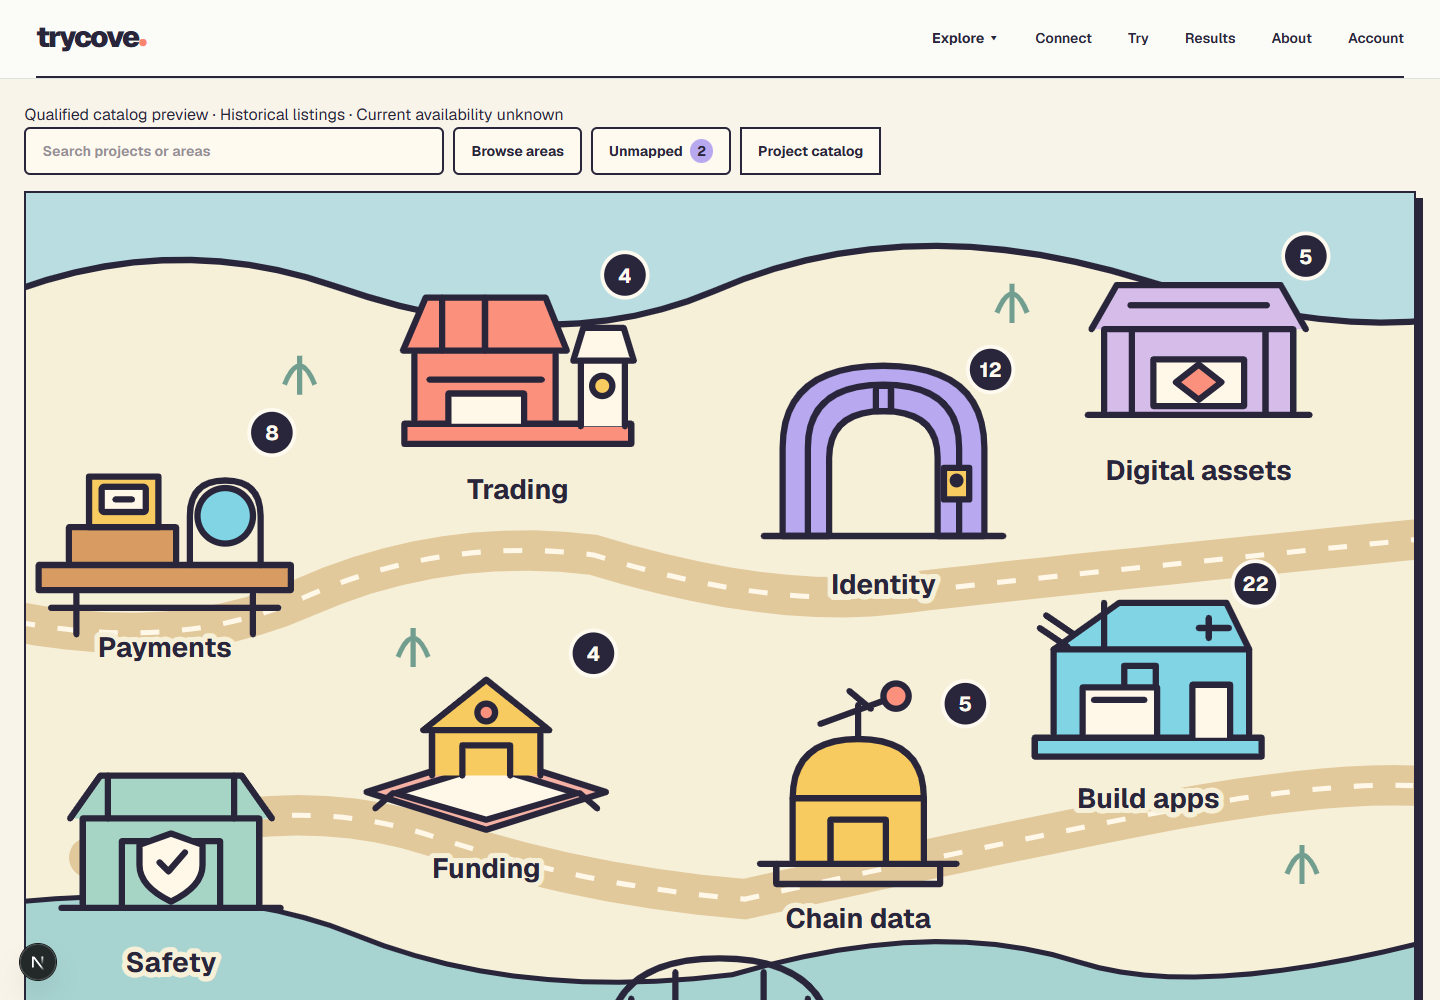 trycove.
Explore
Connect
Try
Results
About
Account
Qualified catalog preview · Historical listings · Current availability unknown
Search projects or areas
Browse areas
Unmapped 2
Project catalog
4
5
12
8
Trading
Digital assets
Identity
22
Payments
4
5
Build apps
Funding
Chain data
Safety
N